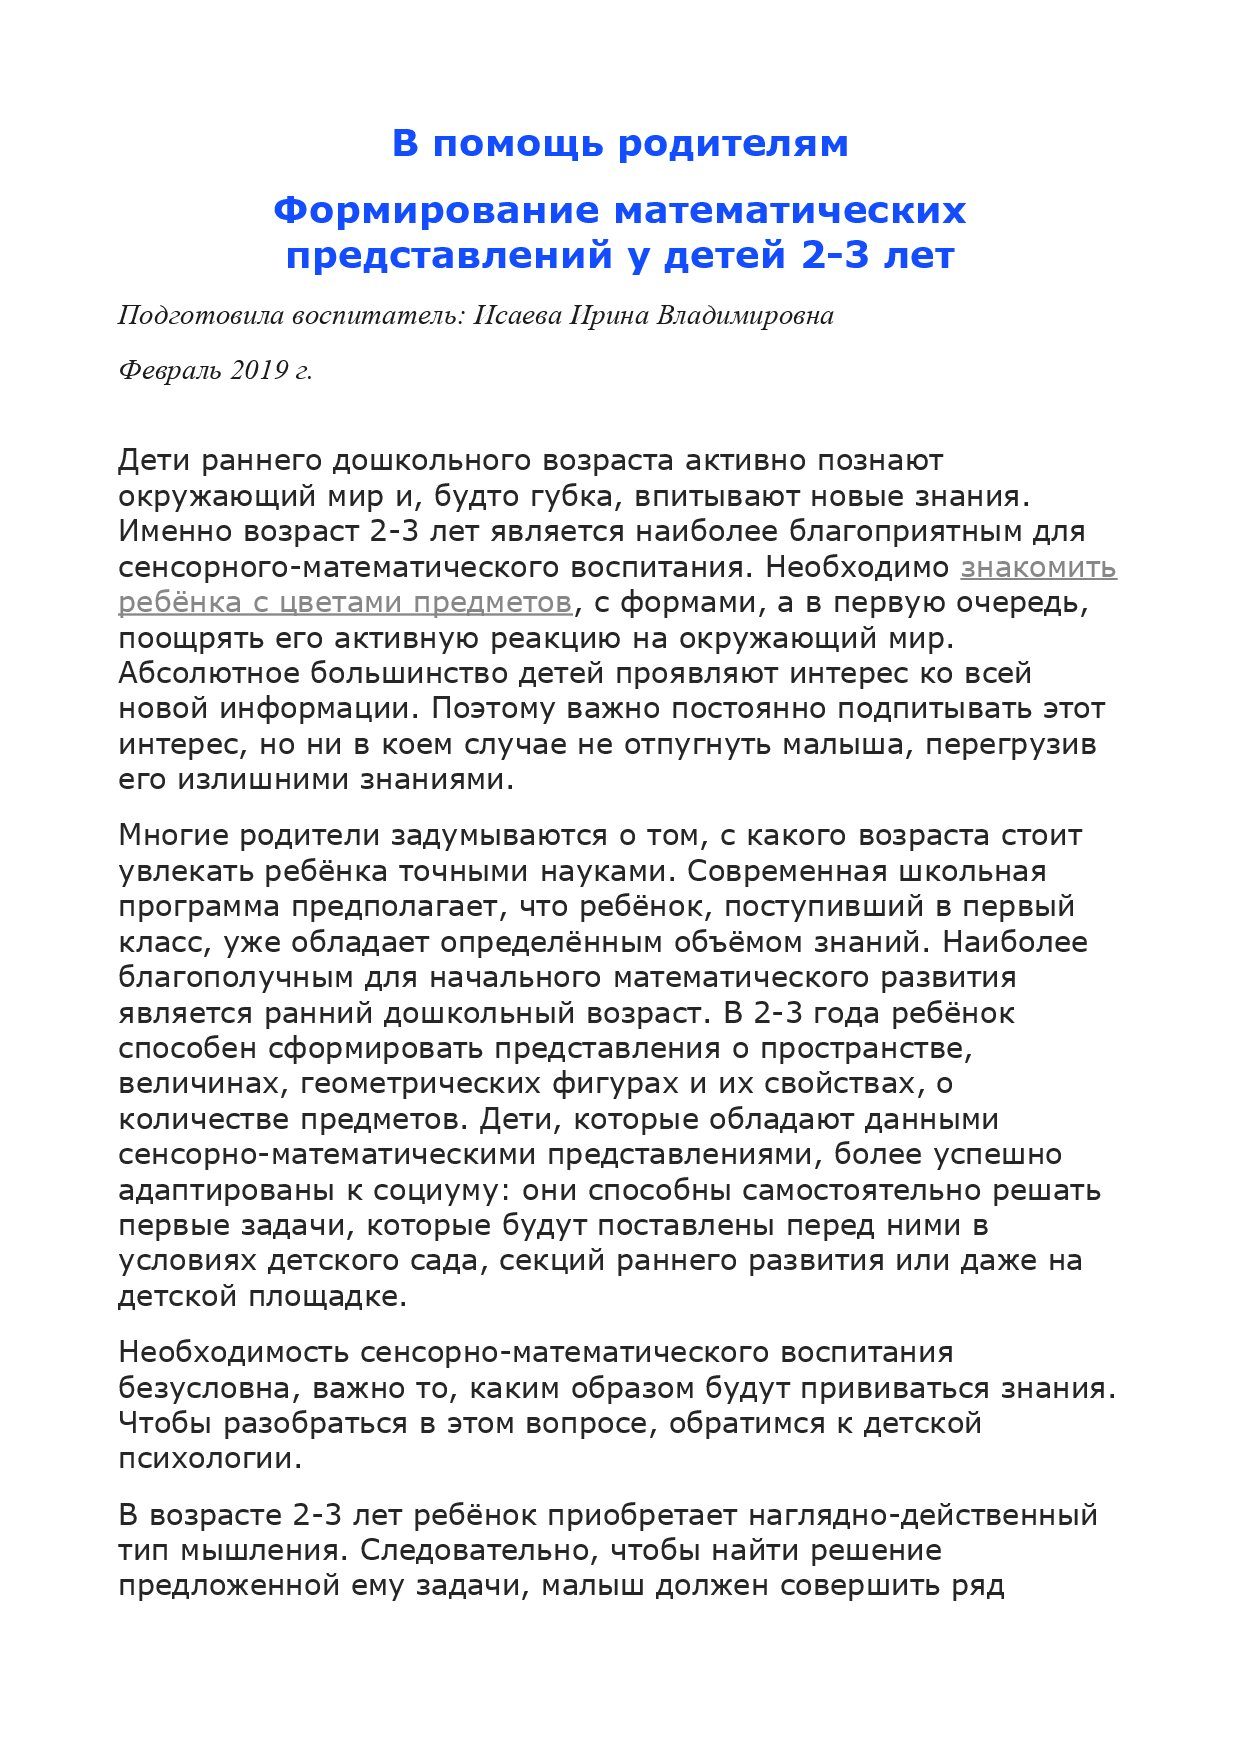 В помощь родителям
Формирование математических
представлений у детей 2-3 лет
Подготовила воспитатель: Исаева Ирина Владимировна
Февраль 2019 г.
Дети раннего дошкольного возраста активно познают
окружающий мир и, будто губка, впитывают новые знания.
Именно возраст 2-3 лет является наиболее благоприятным для
сенсорного-математического воспитания. Необходимо знакомить
ребёнка с цветами предметов, с формами, а в первую очередь,
поощрять его активную реакцию на окружающий мир.
Абсолютное большинство детей проявляют интерес ко всей
новой информации. Поэтому важно постоянно подпитывать этот
интерес, но ни в коем случае не отпугнуть малыша, перегрузив
его излишними знаниями.
Многие родители задумываются о том, с какого возраста стоит
увлекать ребёнка точными науками. Современная школьная
программа предполагает, что ребёнок, поступивший в первый
класс, уже обладает определённым объёмом знаний. Наиболее
благополучным для начального математического развития
является ранний дошкольный возраст. В 2-3 года ребёнок
способен сформировать представления о пространстве,
величинах, геометрических фигурах и их свойствах, о
количестве предметов. Дети, которые обладают данными
сенсорно-математическими представлениями, более успешно
адаптированы к социуму: они способны самостоятельно решать
первые задачи, которые будут поставлены перед ними в
условиях детского сада, секций раннего развития или даже на
детской площадке.
Необходимость сенсорно-математического воспитания
безусловна, важно то, каким образом будут прививаться знания.
Чтобы разобраться в этом вопросе, обратимся к детской
психологии.
В возрасте 2-3 лет ребёнок приобретает наглядно-действенный
тип мышления. Следовательно, чтобы найти решение
предложенной ему задачи, малыш должен совершить ряд